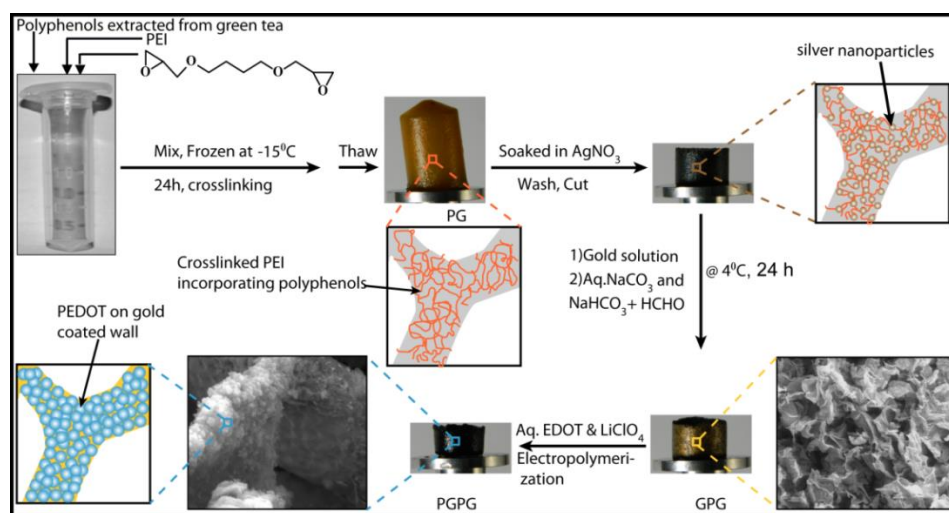 Polyphenols extracted from green tea
PEI
O
O
O
O
silver nanoparticles
Mix, Frozen at -15⁰C
24h, crosslinking
Thaw
Soaked in AgNO₃
Wash, Cut
PG
Crosslinked PEI
incorporating polyphenols
1)Gold solution
2)Aq.NaCO₃ and
NaHCO₃+ HCHO
@ 4⁰C, 24 h
PEDOT on gold
coated wall
Aq. EDOT & LiClO₄
Electropolymeri-
zation
PGPG
GPG